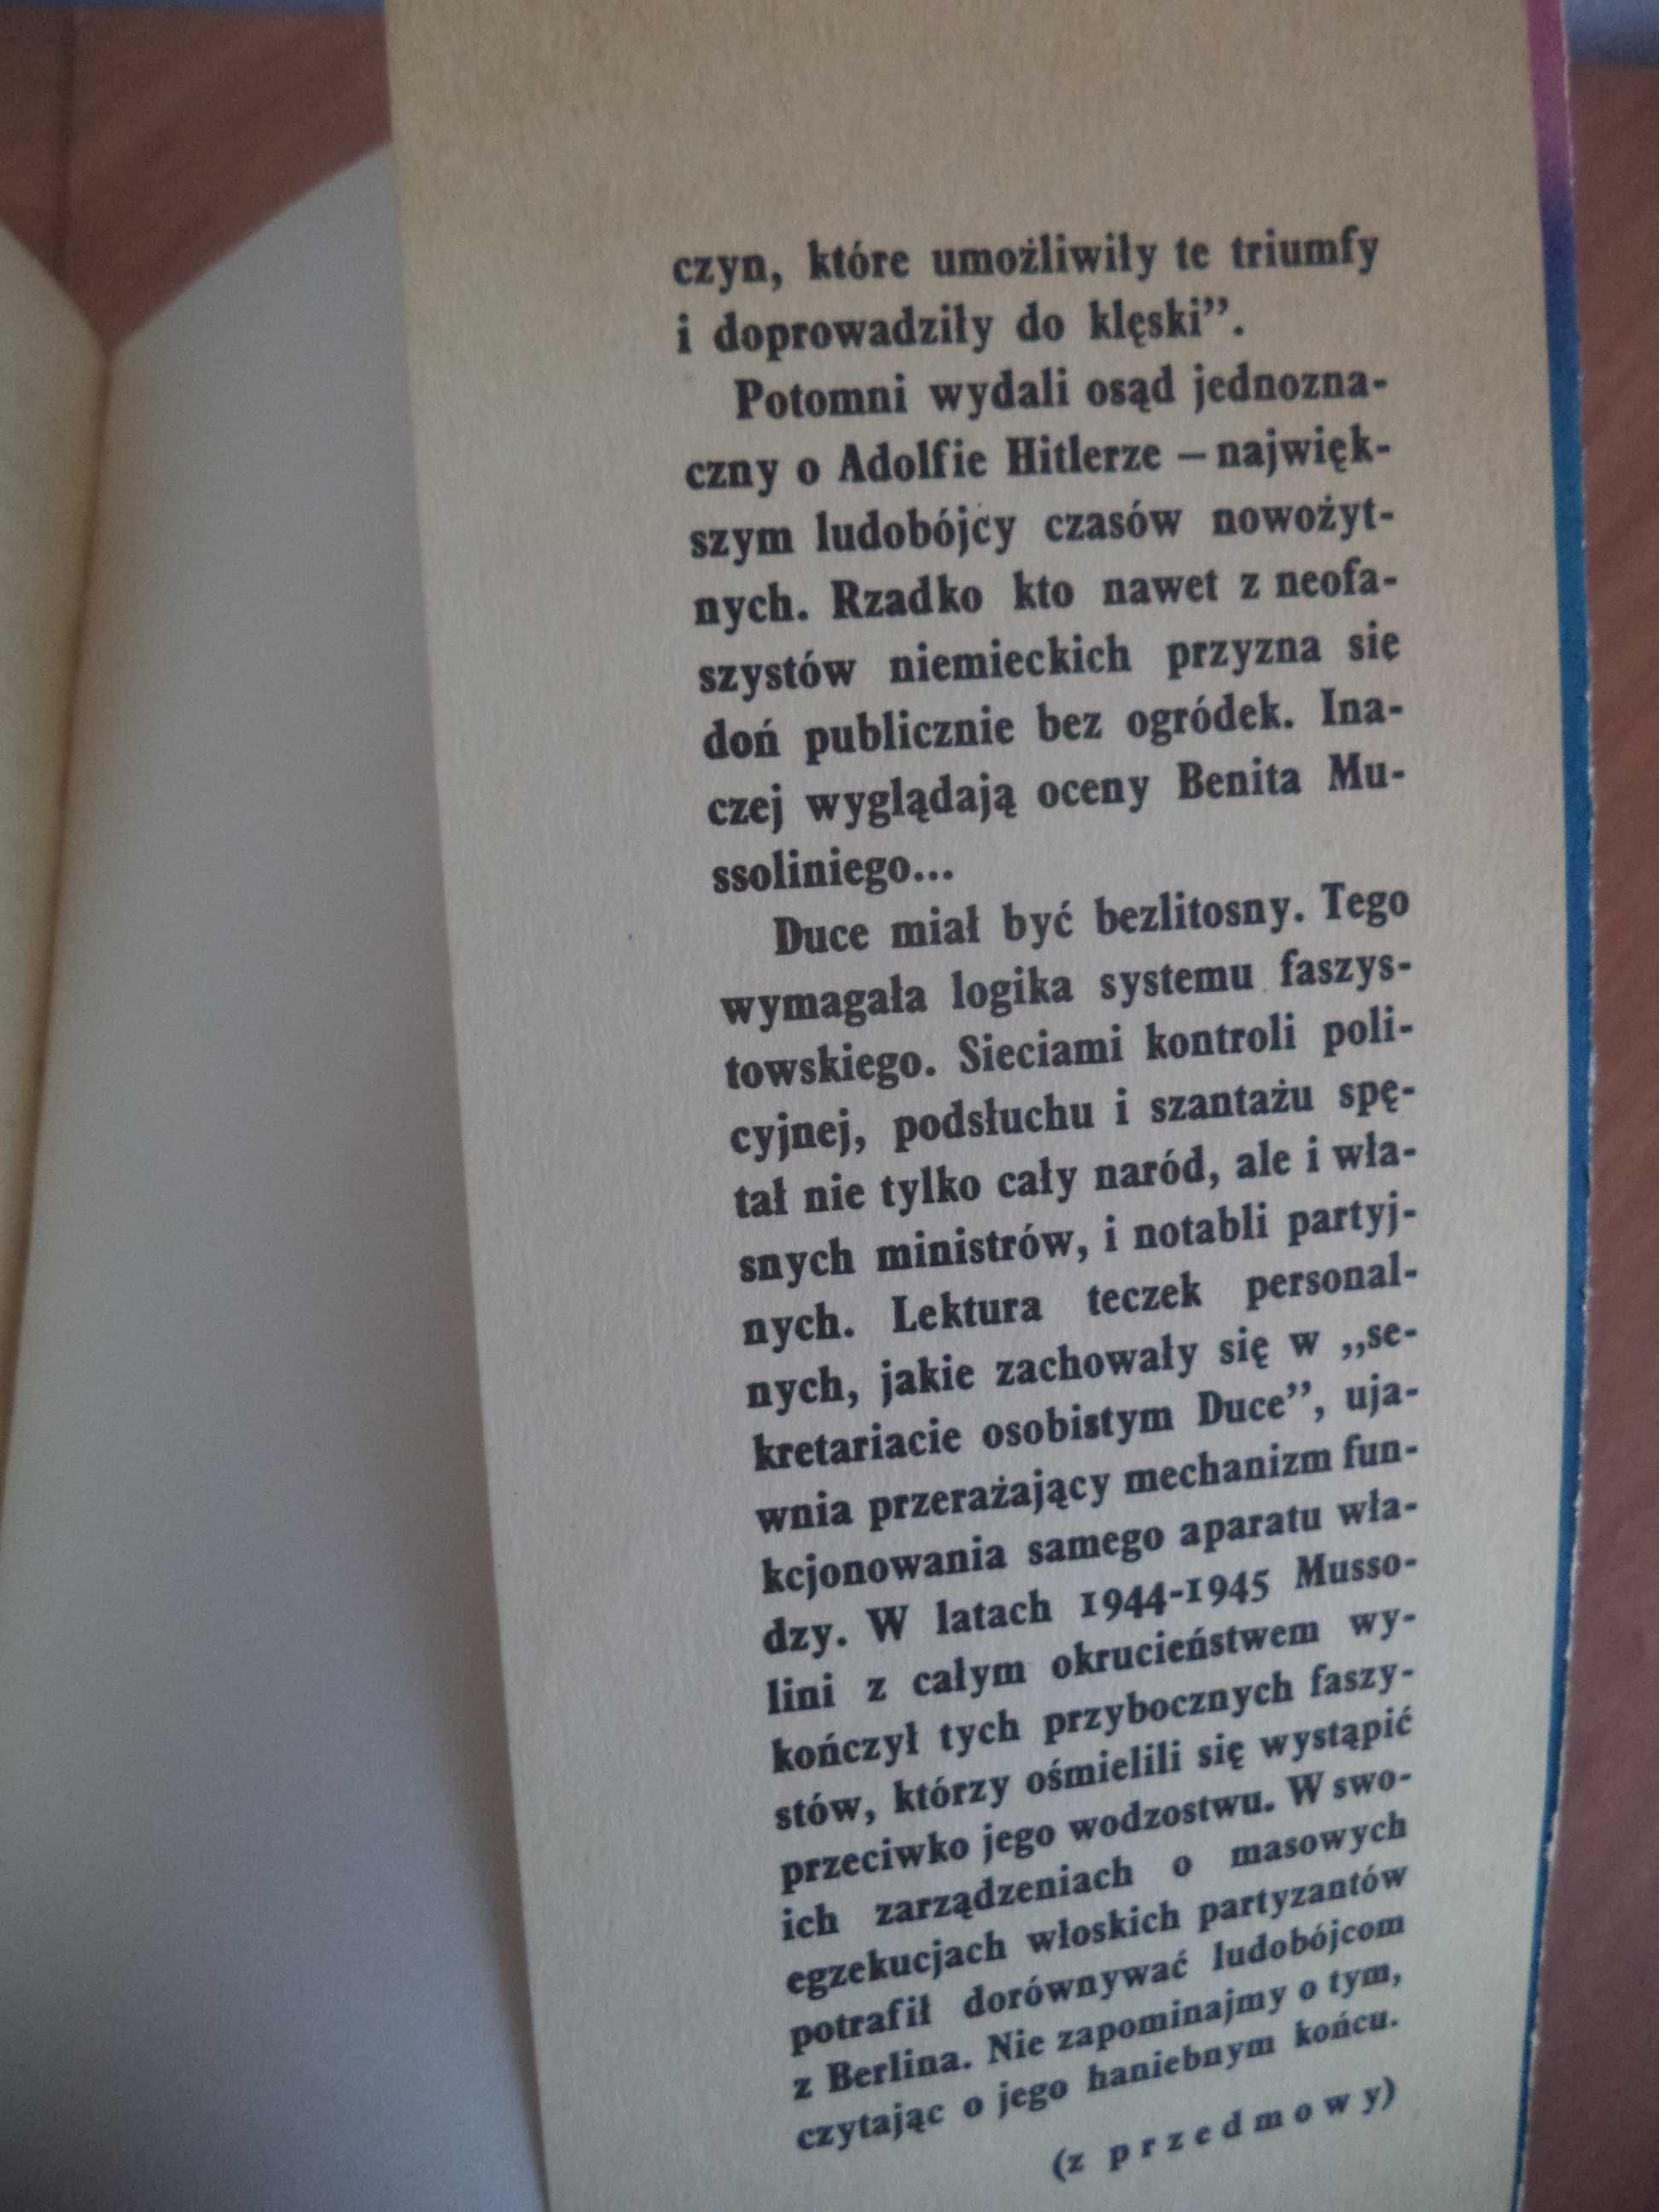 czyn, które umożliwiły te triumfy
i doprowadziły do klęski”.
Potomni wydali osąd jednozna-
czny o Adolfie Hitlerze – najwięk-
szym ludobójcy czasów nowożyt-
nych. Rzadko kto nawet z neofa-
szystów niemieckich przyzna się
doń publicznie bez ogródek. Ina-
czej wyglądają oceny Benita Mu-
ssoliniego...
Duce miał być bezlitosny. Tego
wymagała logika systemu faszys-
towskiego. Sieciami kontroli poli-
cyjnej, podsłuchu i szantażu spę-
tał nie tylko cały naród, ale i wła-
snych ministrów, i notabli partyj-
nych. Lektura teczek personal-
nych, jakie zachowały się w „se-
kretariacie osobistym Duce”, uja-
wnia przerażający mechanizm fun-
kcjonowania samego aparatu wła-
dzy. W latach 1944-1945 Musso-
lini z całym okrucieństwem wy-
kończył tych przybocznych faszy-
stów, którzy ośmielili się wystąpić
przeciwko jego wodzostwu. W swo-
ich zarządzeniach o masowych
egzekucjach włoskich partyzantów
potrafił dorównywać ludobójcom
z Berlina. Nie zapominajmy o tym,
czytając o jego haniebnym końcu.
(z przedmowy)